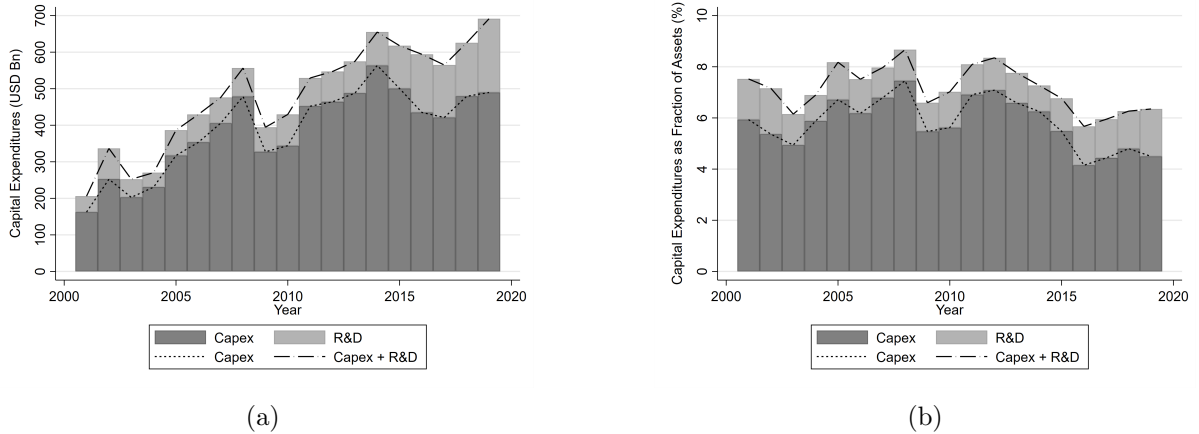 Capital Expenditures (USD Bn)
700
600
500
400
300
200
100
0
2000 2005 2010 2015 2020
Year
Capex R&D
Capex Capex + R&D
(a)
Capital Expenditures as Fraction of Assets (%)
10
8
6
4
2
0
2000 2005 2010 2015 2020
Year
Capex R&D
Capex Capex + R&D
(b)